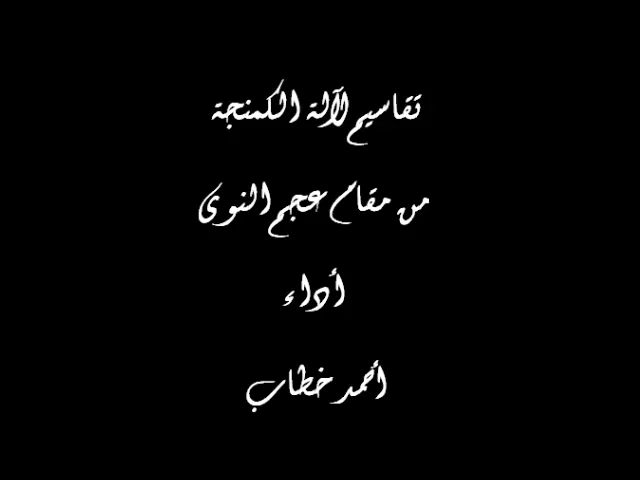 تقاسيم لآلة الكمنجة
من مقام عجم النوى
أداء
أحمد خطاب